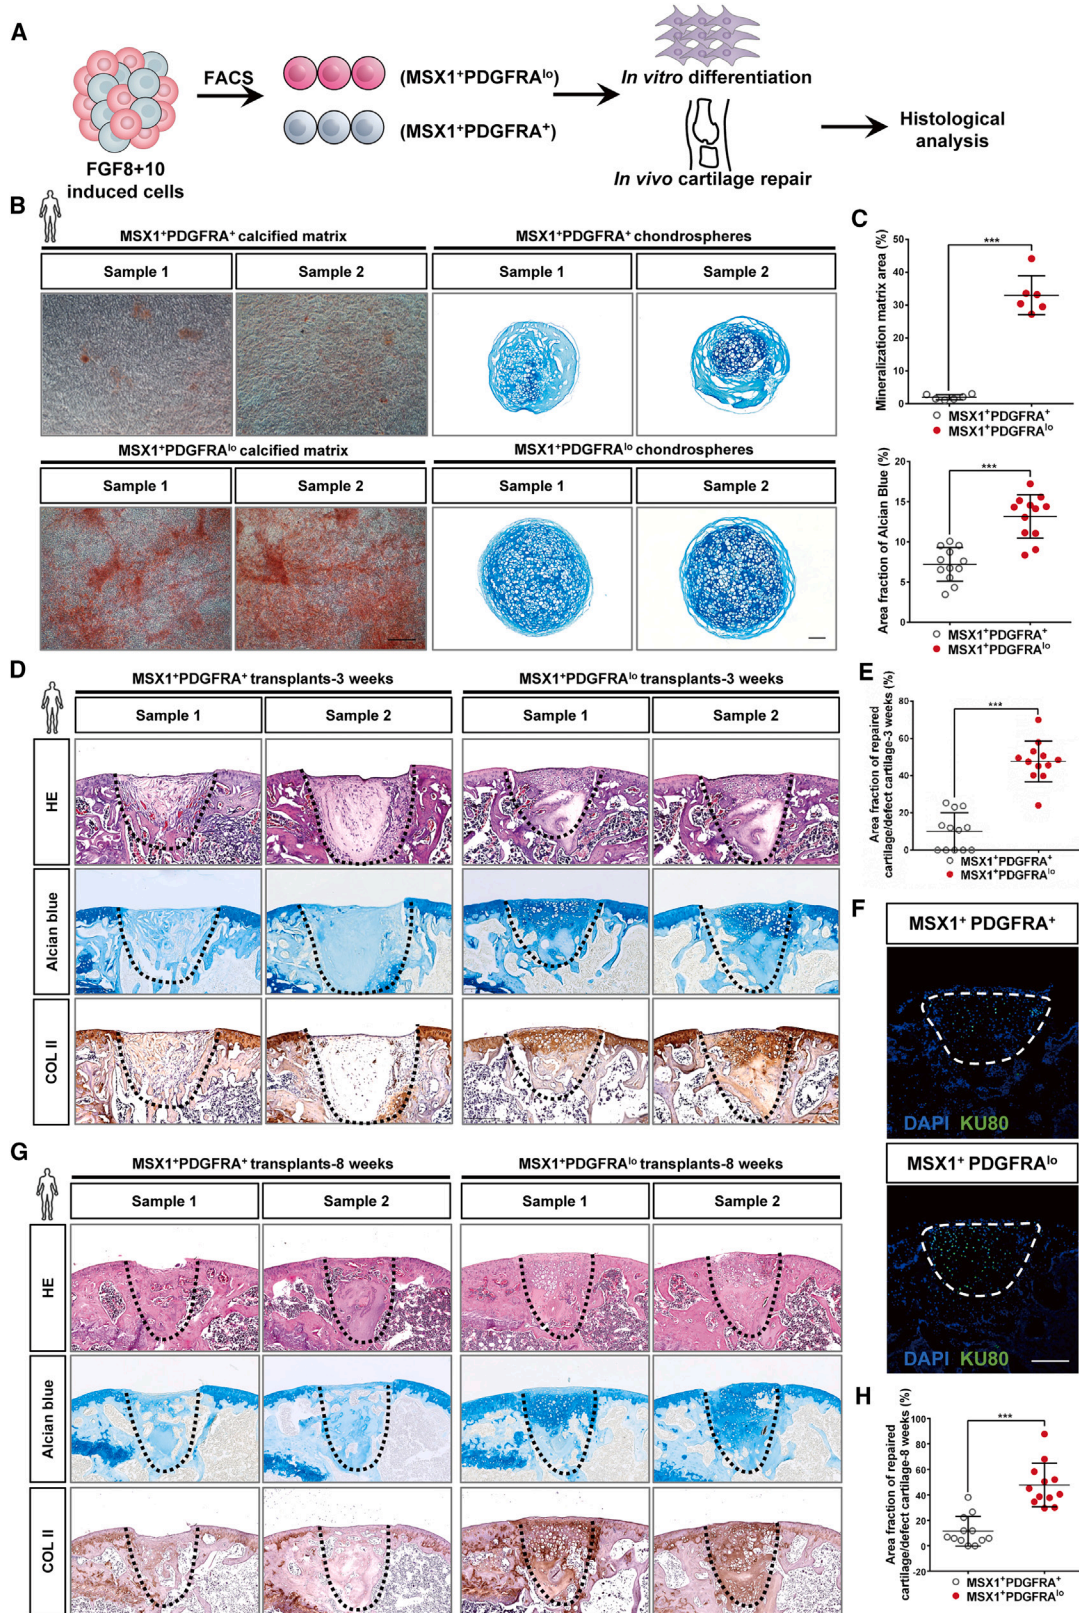 A
FACS
(MSX1⁺PDGFRAˡᵒ)
(MSX1⁺PDGFRA⁺)
FGF8+10
induced cells
In vitro differentiation
In vivo cartilage repair
Histological
analysis
B
MSX1⁺PDGFRA⁺ calcified matrix
MSX1⁺PDGFRA⁺ chondrospheres
Sample 1
Sample 2
Sample 1
Sample 2
MSX1⁺PDGFRAˡᵒ calcified matrix
MSX1⁺PDGFRAˡᵒ chondrospheres
Sample 1
Sample 2
Sample 1
Sample 2
C
Mineralization matrix area (%)
50
40
30
20
10
0
***
MSX1⁺PDGFRA⁺
MSX1⁺PDGFRAˡᵒ
Area fraction of Alcian Blue (%)
20
15
10
5
0
***
MSX1⁺PDGFRA⁺
MSX1⁺PDGFRAˡᵒ
D
MSX1⁺PDGFRA⁺ transplants-3 weeks
MSX1⁺PDGFRAˡᵒ transplants-3 weeks
Sample 1
Sample 2
Sample 1
Sample 2
HE
Alcian blue
COL II
E
Area fraction of repaired
cartilage/defect cartilage-3 weeks (%)
80
60
40
20
0
***
MSX1⁺PDGFRA⁺
MSX1⁺PDGFRAˡᵒ
F
MSX1⁺ PDGFRA⁺
DAPI KU80
MSX1⁺ PDGFRAˡᵒ
DAPI KU80
G
MSX1⁺PDGFRA⁺ transplants-8 weeks
MSX1⁺PDGFRAˡᵒ transplants-8 weeks
Sample 1
Sample 2
Sample 1
Sample 2
HE
Alcian blue
COL II
H
Area fraction of repaired
cartilage/defect cartilage-8 weeks (%)
100
80
60
40
20
0
-20
***
MSX1⁺PDGFRA⁺
MSX1⁺PDGFRAˡᵒ